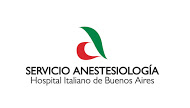 SERVICIO ANESTESIOLOGÍA
Hospital Italiano de Buenos Aires